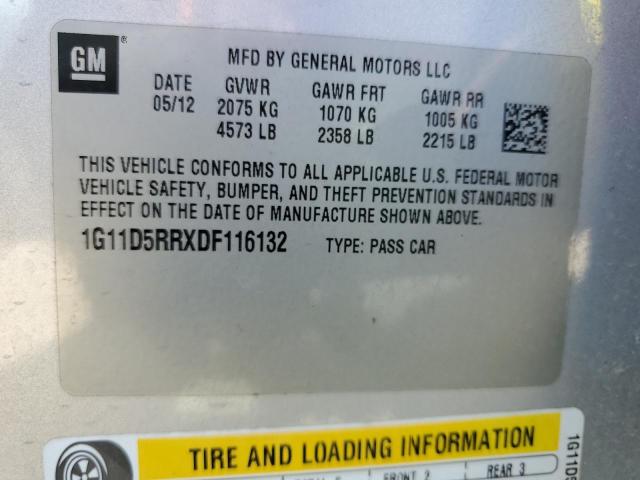 GM ®
MFD BY GENERAL MOTORS LLC
DATE GVWR GAWR FRT GAWR RR
05/12 2075 KG 1070 KG 1005 KG
4573 LB 2358 LB 2215 LB
THIS VEHICLE CONFORMS TO ALL APPLICABLE U.S. FEDERAL MOTOR
VEHICLE SAFETY, BUMPER, AND THEFT PREVENTION STANDARDS IN
EFFECT ON THE DATE OF MANUFACTURE SHOWN ABOVE.
1G11D5RRXDF116132 TYPE: PASS CAR
TIRE AND LOADING INFORMATION
FRONT 2 REAR 3
1G11D5